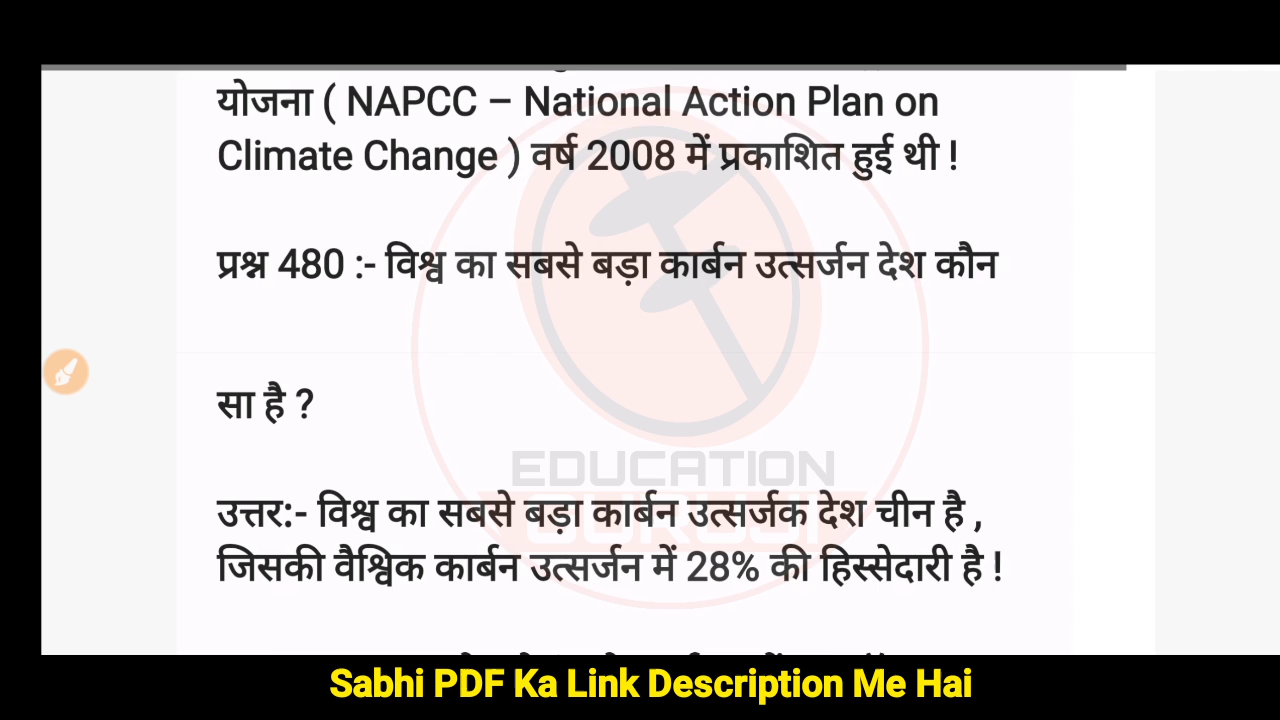 योजना ( NAPCC – National Action Plan on
Climate Change ) वर्ष 2008 में प्रकाशित हुई थी !
प्रश्न 480 :- विश्व का सबसे बड़ा कार्बन उत्सर्जन देश कौन
सा है ?
EDUCATION
उत्तर:- विश्व का सबसे बड़ा कार्बन उत्सर्जक देश चीन है ,
GURUJI
जिसकी वैश्विक कार्बन उत्सर्जन में 28% की हिस्सेदारी है !
Sabhi PDF Ka Link Description Me Hai